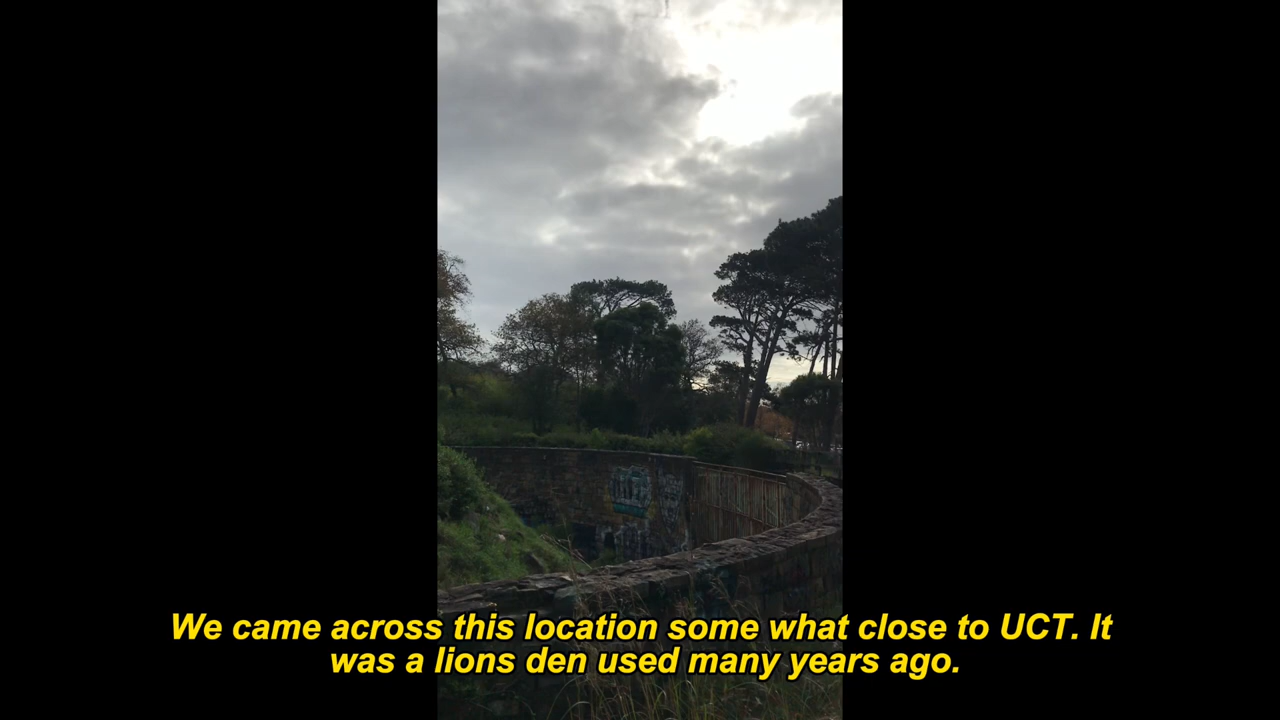 We came across this location some what close to UCT. It
was a lions den used many years ago.